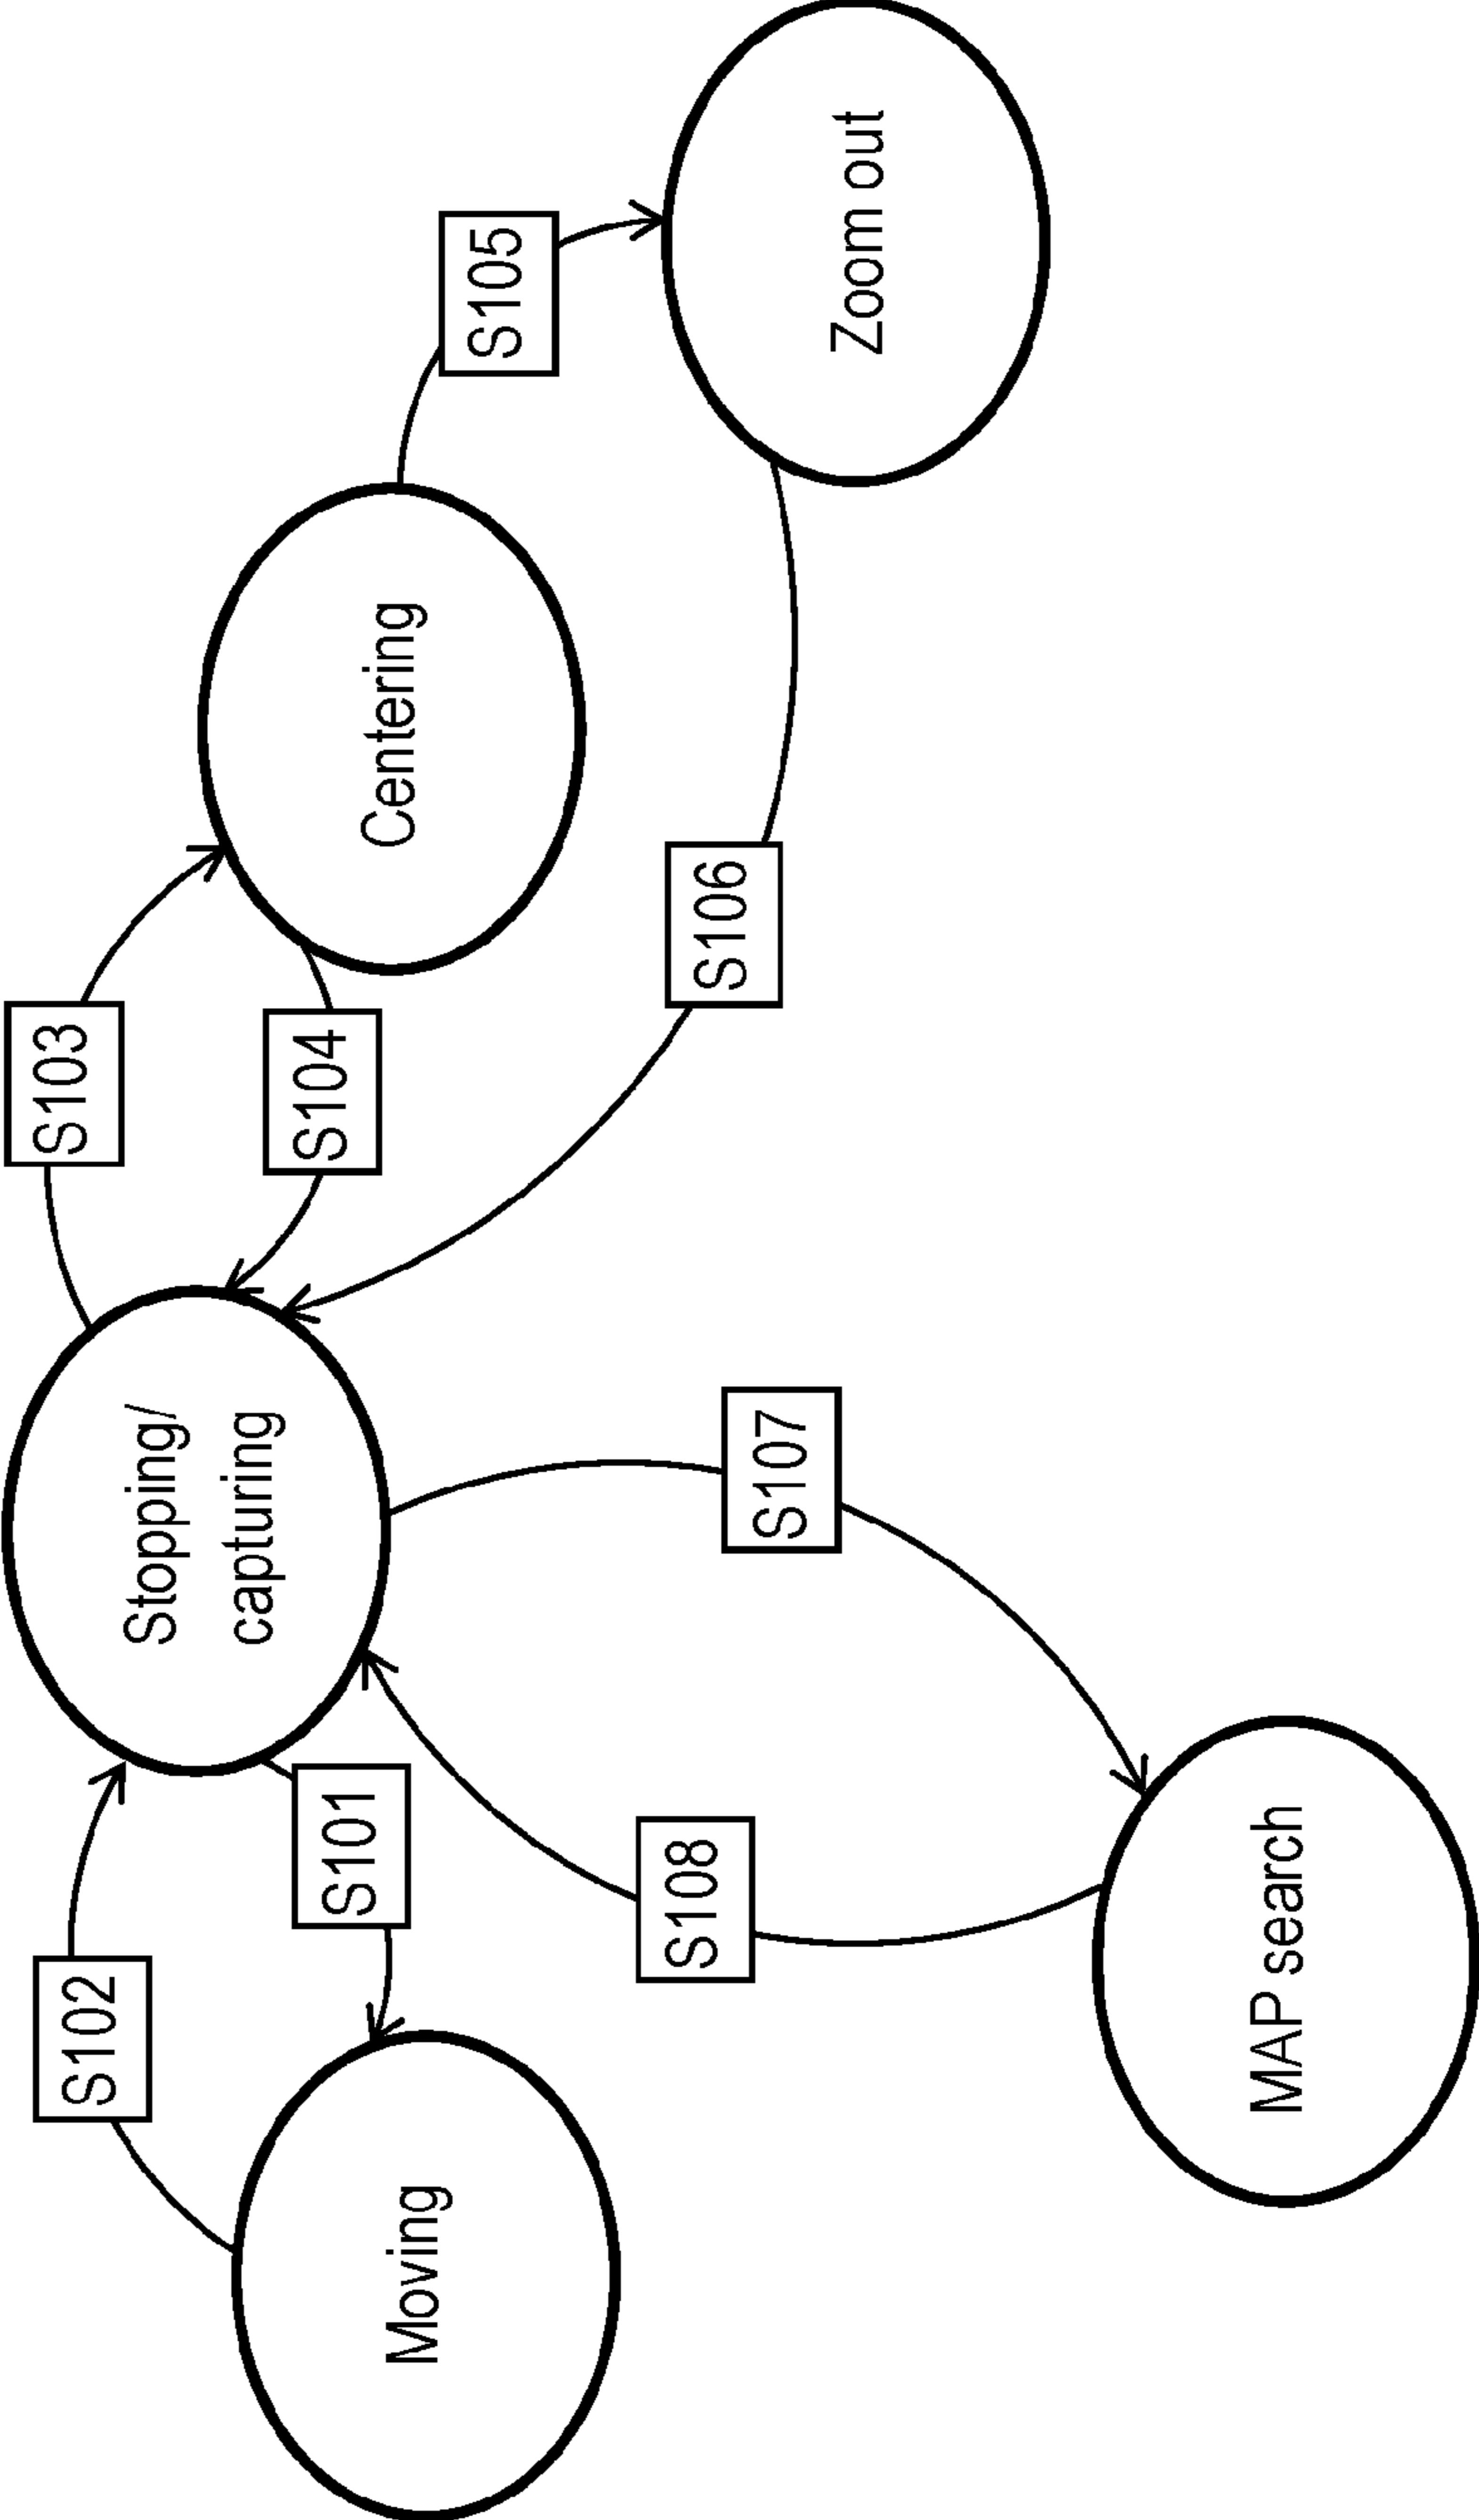 S102
S103
Stopping/
capturing
S101
S104
Moving
Centering
S105
S108
S106
S107
Zoom out
MAP search